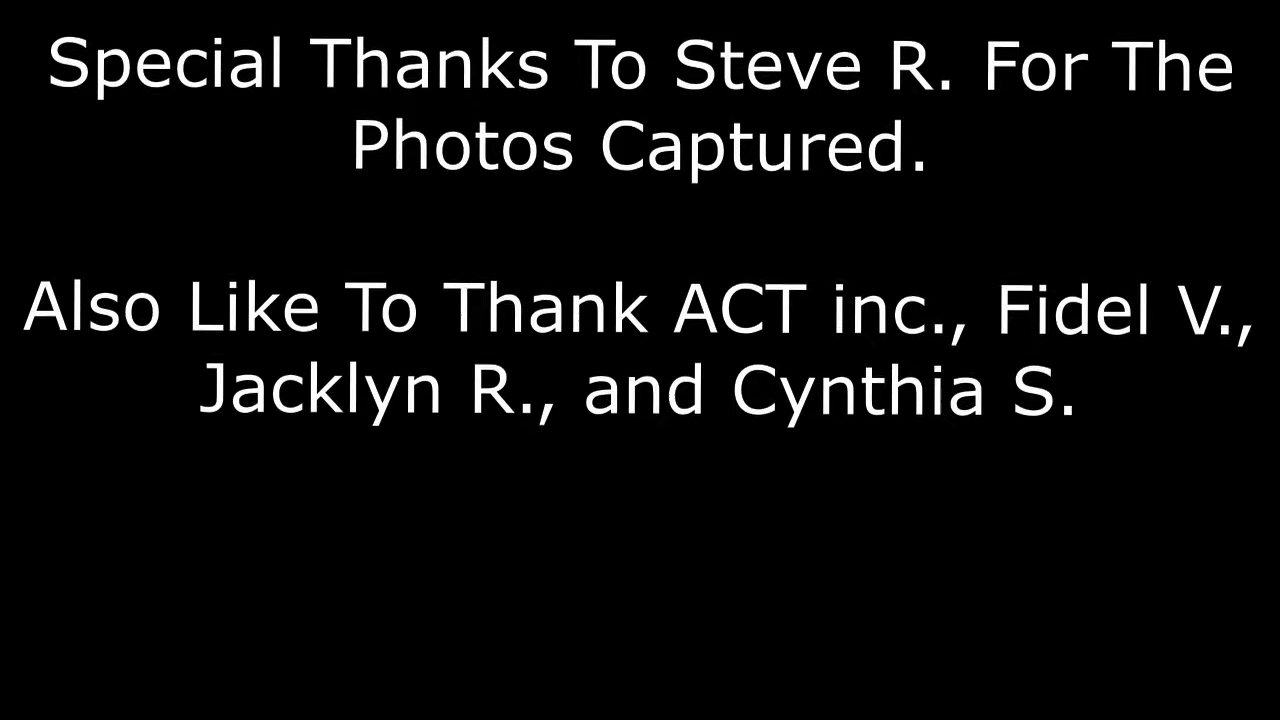 Special Thanks To Steve R. For The
Photos Captured.
Also Like To Thank ACT inc., Fidel V.,
Jacklyn R., and Cynthia S.